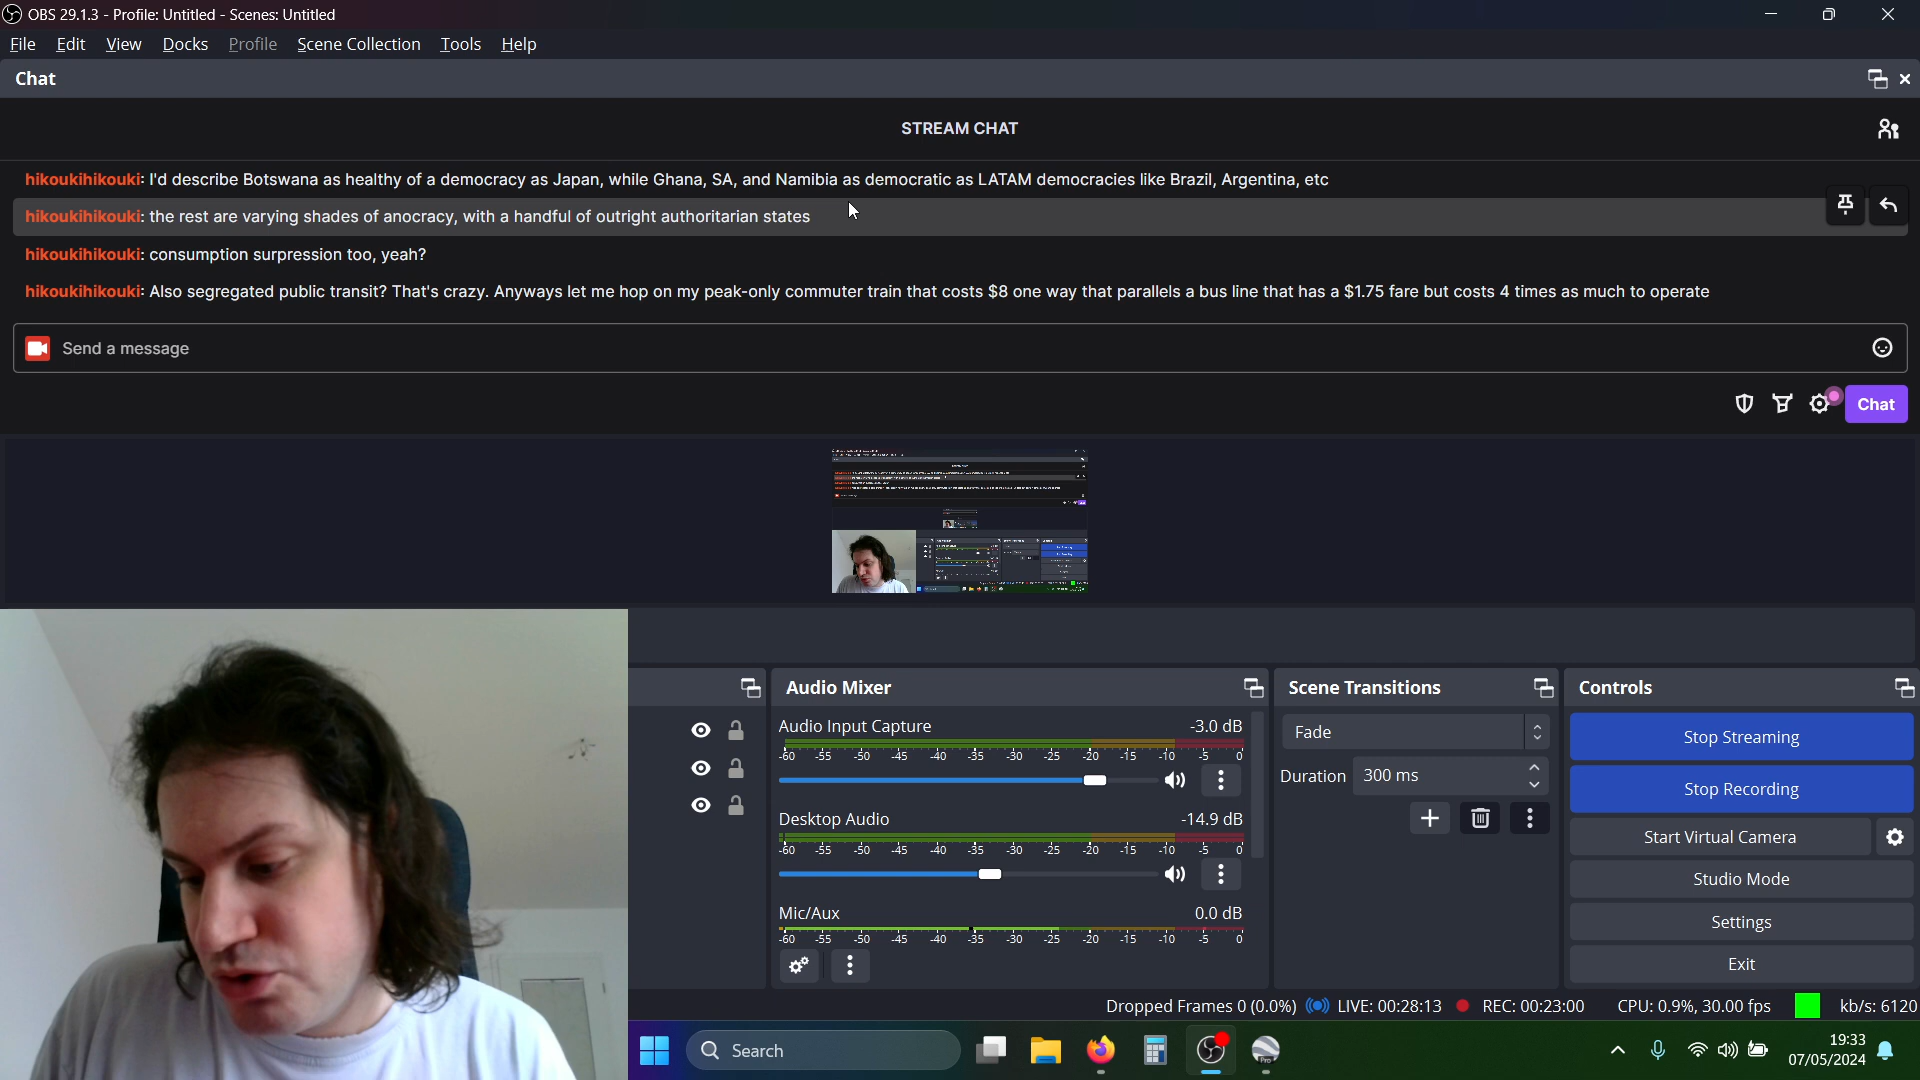 OBS 29.1.3 - Profile: Untitled - Scenes: Untitled
File Edit View Docks Profile Scene Collection Tools Help
Chat
STREAM CHAT
hikoukihikouki: I'd describe Botswana as healthy of a democracy as Japan, while Ghana, SA, and Namibia as democratic as LATAM democracies like Brazil, Argentina, etc
hikoukihikouki: the rest are varying shades of anocracy, with a handful of outright authoritarian states
hikoukihikouki: consumption surpression too, yeah?
hikoukihikouki: Also segregated public transit? That's crazy. Anyways let me hop on my peak-only commuter train that costs $8 one way that parallels a bus line that has a $1.75 fare but costs 4 times as much to operate
Send a message
Chat
Audio Mixer
Scene Transitions
Controls
Audio Input Capture -3.0 dB
-60 -55 -50 -45 -40 -35 -30 -25 -20 -15 -10 -5 0
Desktop Audio -14.9 dB
-60 -55 -50 -45 -40 -35 -30 -25 -20 -15 -10 -5 0
Mic/Aux 0.0 dB
-60 -55 -50 -45 -40 -35 -30 -25 -20 -15 -10 -5 0
Fade
Duration 300 ms
Stop Streaming
Stop Recording
Start Virtual Camera
Studio Mode
Settings
Exit
Dropped Frames 0 (0.0%) LIVE: 00:28:13 REC: 00:23:00 CPU: 0.9%, 30.00 fps kb/s: 6120
Search
Pro
19:33
07/05/2024